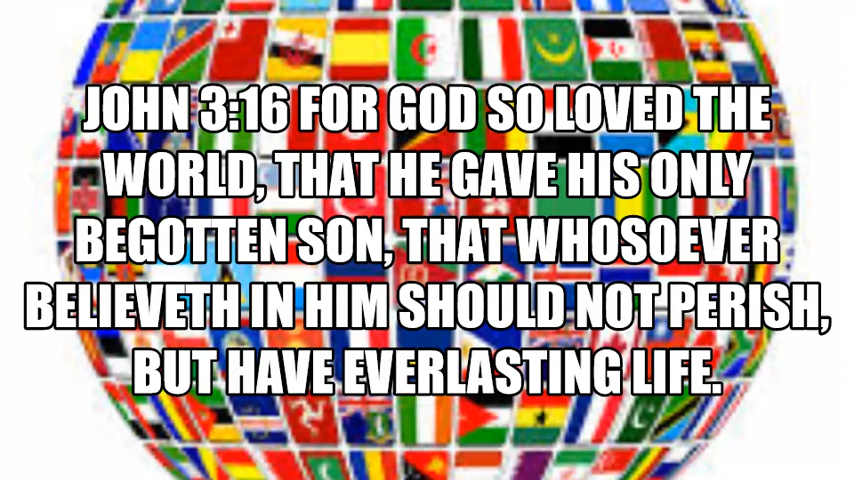 JOHN 3:16 FOR GOD SO LOVED THE
WORLD, THAT HE GAVE HIS ONLY
BEGOTTEN SON, THAT WHOSOEVER
BELIEVETH IN HIM SHOULD NOT PERISH,
BUT HAVE EVERLASTING LIFE.